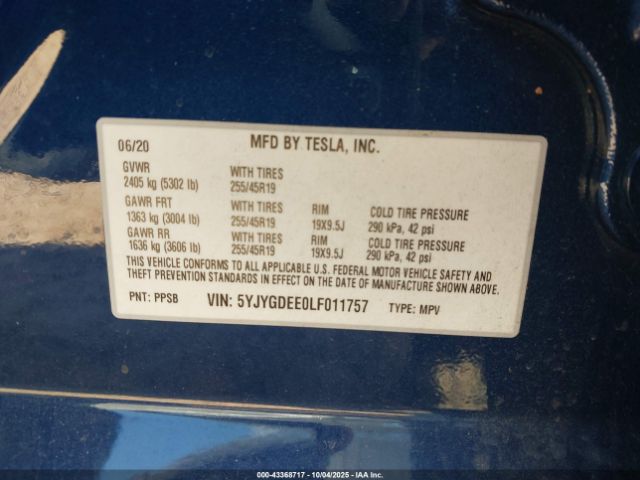 06/20 MFD BY TESLA, INC.
GVWR WITH TIRES
2405 kg (5302 lb) 255/45R19
GAWR FRT WITH TIRES RIM COLD TIRE PRESSURE
1363 kg (3004 lb) 255/45R19 19X9.5J 290 kPa, 42 psi
GAWR RR WITH TIRES RIM COLD TIRE PRESSURE
1636 kg (3606 lb) 255/45R19 19X9.5J 290 kPa, 42 psi
THIS VEHICLE CONFORMS TO ALL APPLICABLE U.S. FEDERAL MOTOR VEHICLE SAFETY AND
THEFT PREVENTION STANDARDS IN EFFECT ON THE DATE OF MANUFACTURE SHOWN ABOVE.
PNT: PPSB VIN: 5YJYGDEE0LF011757 TYPE: MPV
000-43368717 - 10/04/2025 - IAA Inc.